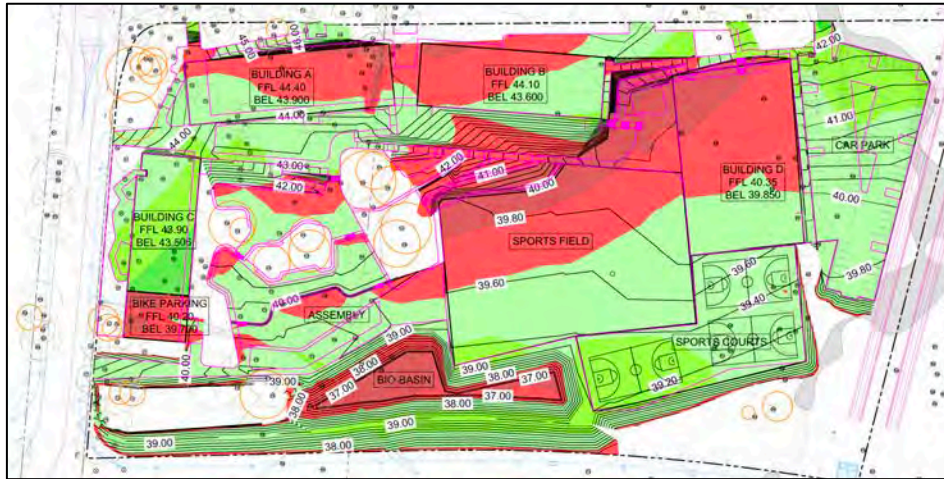 45.00
46.00
42.00
BUILDING A
FFL 44.40
BEL 43.900
BUILDING B
FFL 44.10
BEL 43.600
41.00
44.00
44.00
CAR PARK
43.00
42.00
42.00
41.00
40.00
BUILDING D
FFL 40.35
BEL 39.850
40.00
BUILDING C
FFL 43.90
39.80
SPORTS FIELD
39.60
39.80
39.60
39.40
BIKE PARKING
FFL 40.20
40.00
ASSEMBLY
39.00
SPORTS COURTS
40.00
39.00
38.00
37.00
BIO-BASIN
39.00
38.00
37.00
37.00
39.20
38.00
38.00
39.00
39.00
38.00